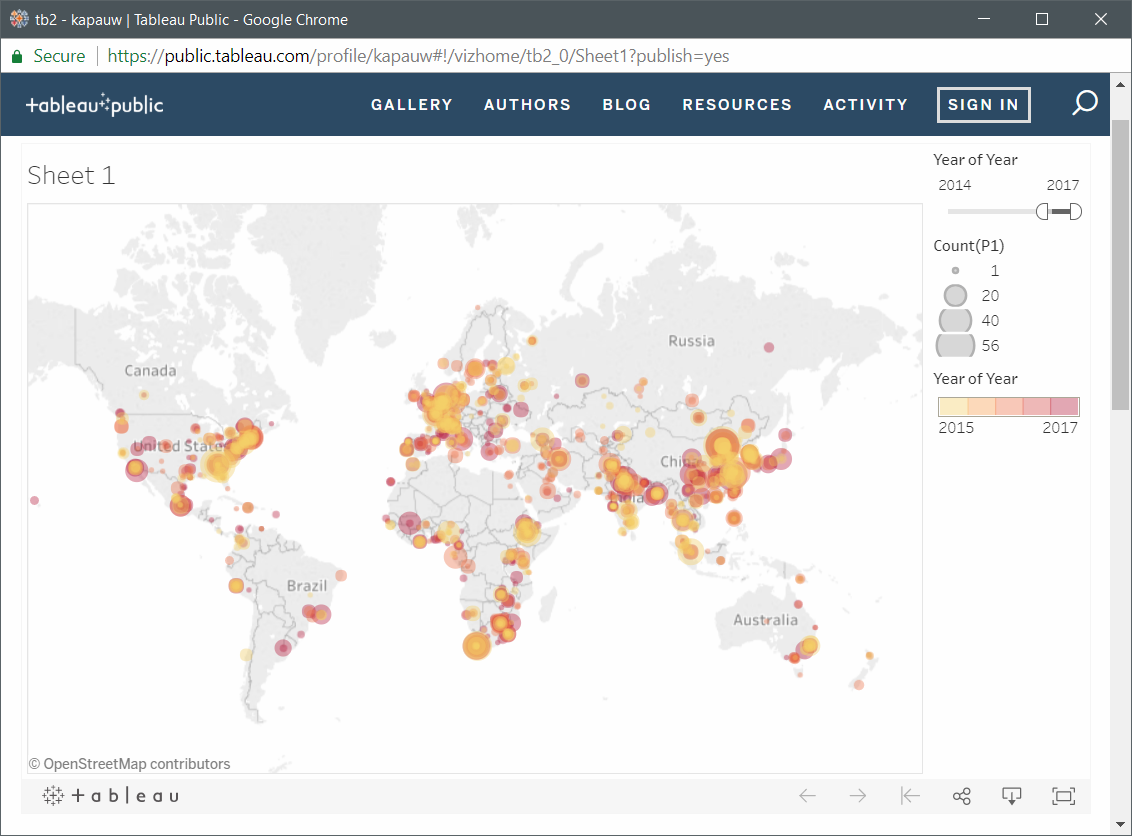 tb2 - kapauw | Tableau Public - Google Chrome
Secure | https://public.tableau.com/profile/kapauw#!/vizhome/tb2_0/Sheet1?publish=yes
+ableau public GALLERY AUTHORS BLOG RESOURCES ACTIVITY SIGN IN
Sheet 1
Year of Year
2014 2017
Count(P1)
1
20
40
56
Year of Year
2015 2017
Russia
Canada
United State
China
India
Brazil
Australia
© OpenStreetMap contributors
+ a b l e a u